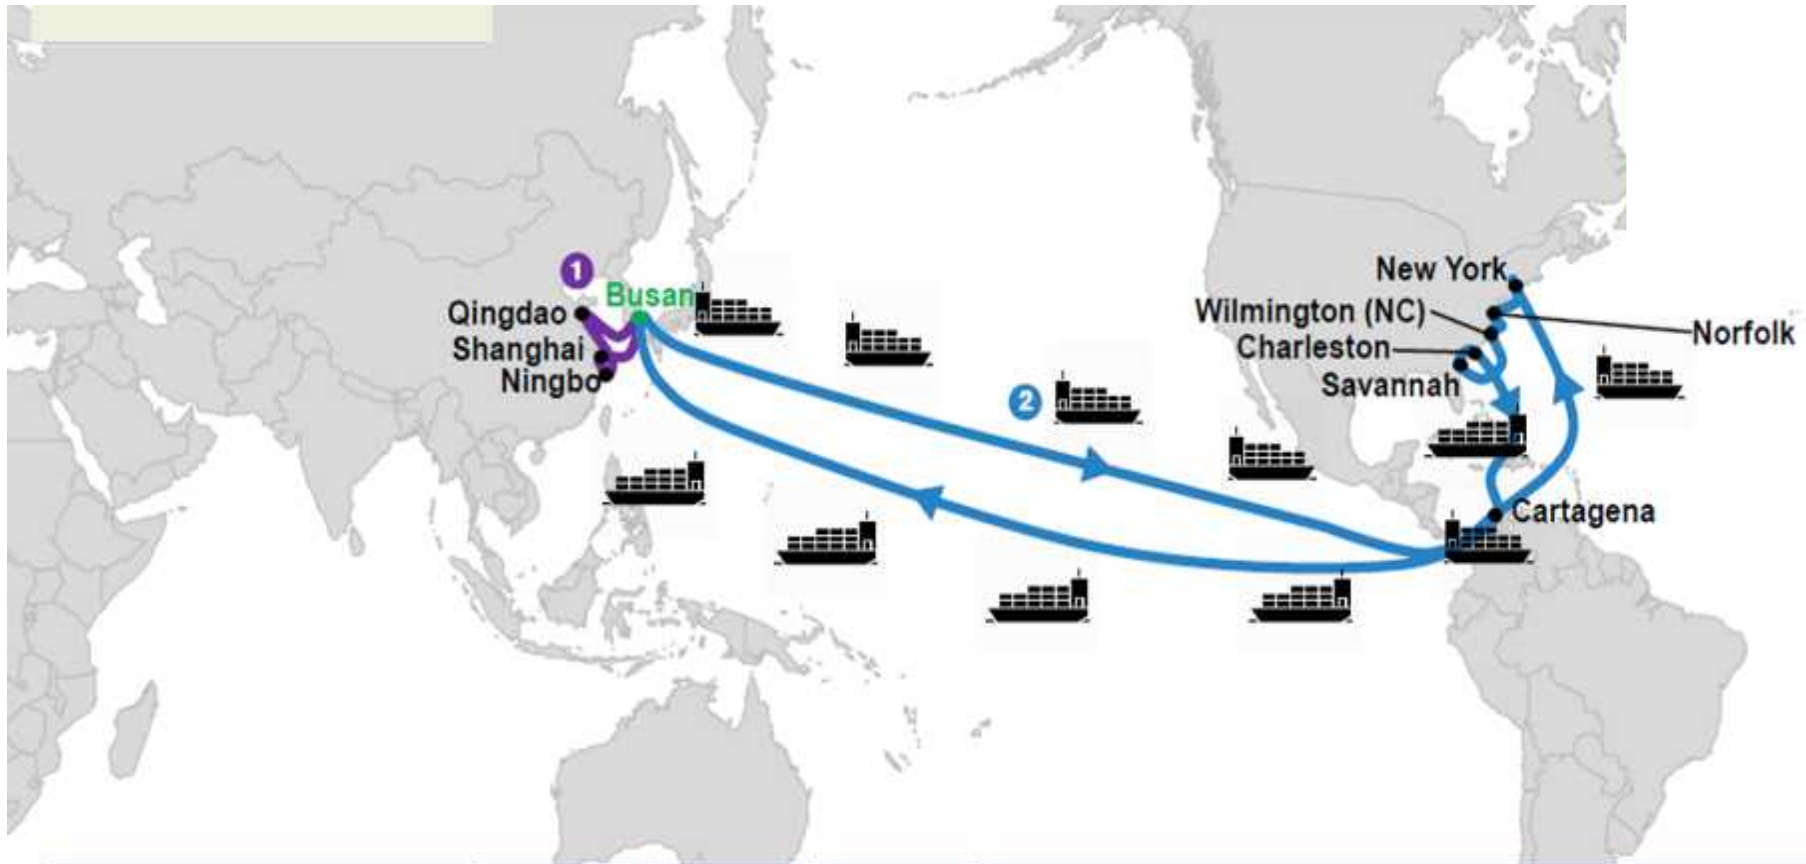 1
Busan
Qingdao
Shanghai
Ningbo
2
New York
Wilmington (NC)
Norfolk
Charleston
Savannah
Cartagena